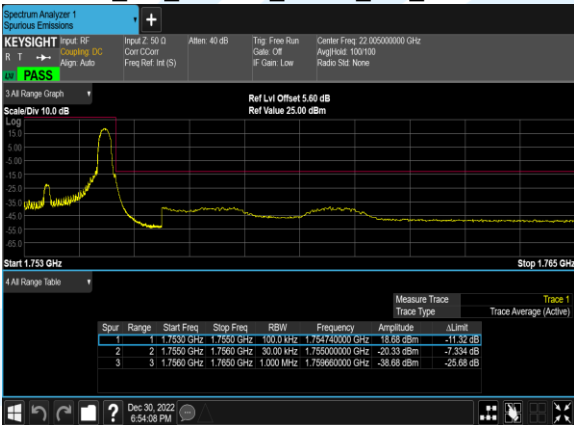 Spectrum Analyzer 1
Spurious Emissions
KEYSIGHT Input: RF Input Z: 50 Ω Atten: 40 dB Trig: Free Run Center Freq: 22.005000000 GHz
R T Coupling: DC Corr CCorr Gate: Off Avg|Hold: 100/100
Align: Auto Freq Ref: Int (S) IF Gain: Low Radio Std: None
PASS
3 All Range Graph
Ref Lvl Offset 5.60 dB
Scale/Div 10.0 dB Ref Value 25.00 dBm
Log
15.0
5.00
-5.00
-15.0
-25.0
-35.0
-45.0
-55.0
-65.0
Start 1.753 GHz Stop 1.765 GHz
4 All Range Table
Measure Trace Trace 1
Trace Type Trace Average (Active)
Spur Range Start Freq Stop Freq RBW Frequency Amplitude ΔLimit
1 1 1.7530 GHz 1.7550 GHz 100.0 kHz 1.754740000 GHz 18.68 dBm -11.32 dB
2 2 1.7550 GHz 1.7560 GHz 30.00 kHz 1.755000000 GHz -20.33 dBm -7.334 dB
3 3 1.7560 GHz 1.7650 GHz 1.000 MHz 1.759660000 GHz -38.68 dBm -25.68 dB
Dec 30, 2022
6:54:08 PM